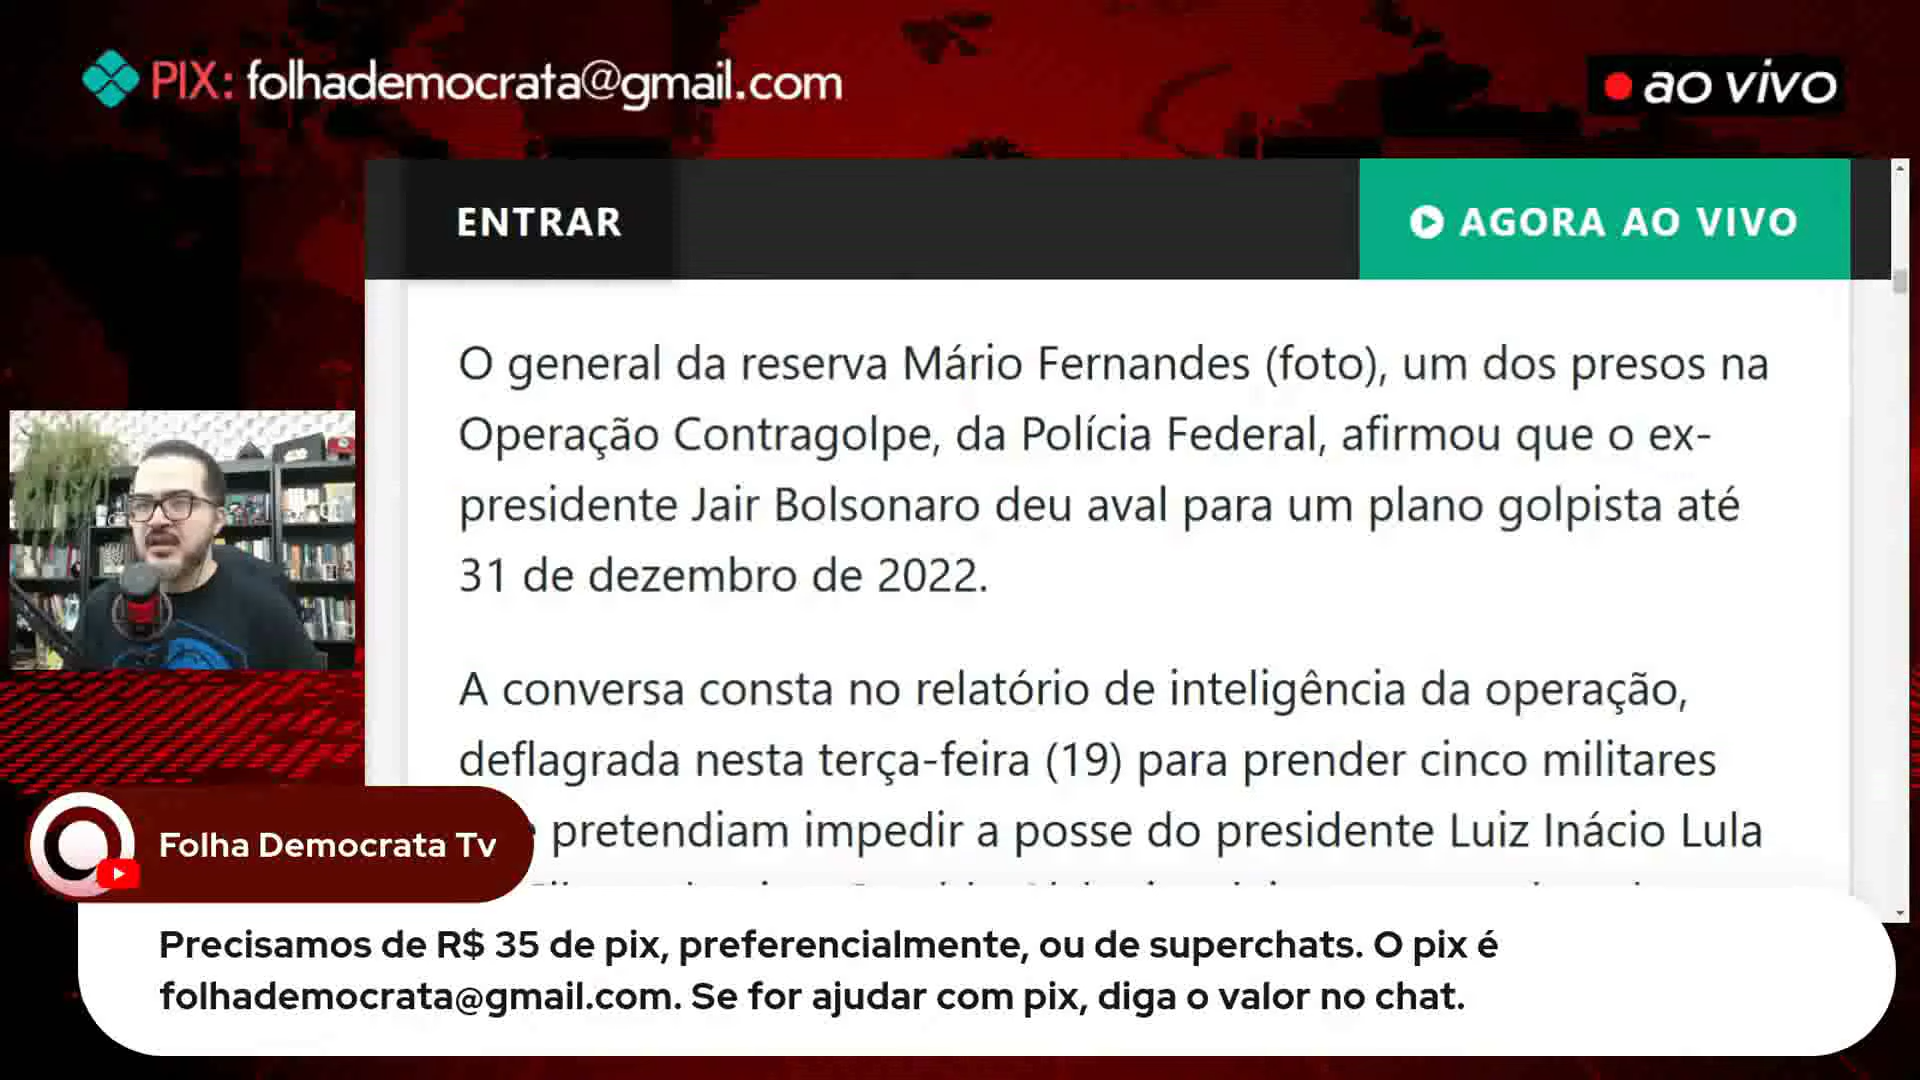 PIX: folhademocrata@gmail.com
ao vivo
ENTRAR
AGORA AO VIVO
O general da reserva Mário Fernandes (foto), um dos presos na
Operação Contragolpe, da Polícia Federal, afirmou que o ex-
presidente Jair Bolsonaro deu aval para um plano golpista até
31 de dezembro de 2022.
A conversa consta no relatório de inteligência da operação,
deflagrada nesta terça-feira (19) para prender cinco militares
pretendiam impedir a posse do presidente Luiz Inácio Lula
Folha Democrata Tv
Precisamos de R$ 35 de pix, preferencialmente, ou de superchats. O pix é
folhademocrata@gmail.com. Se for ajudar com pix, diga o valor no chat.